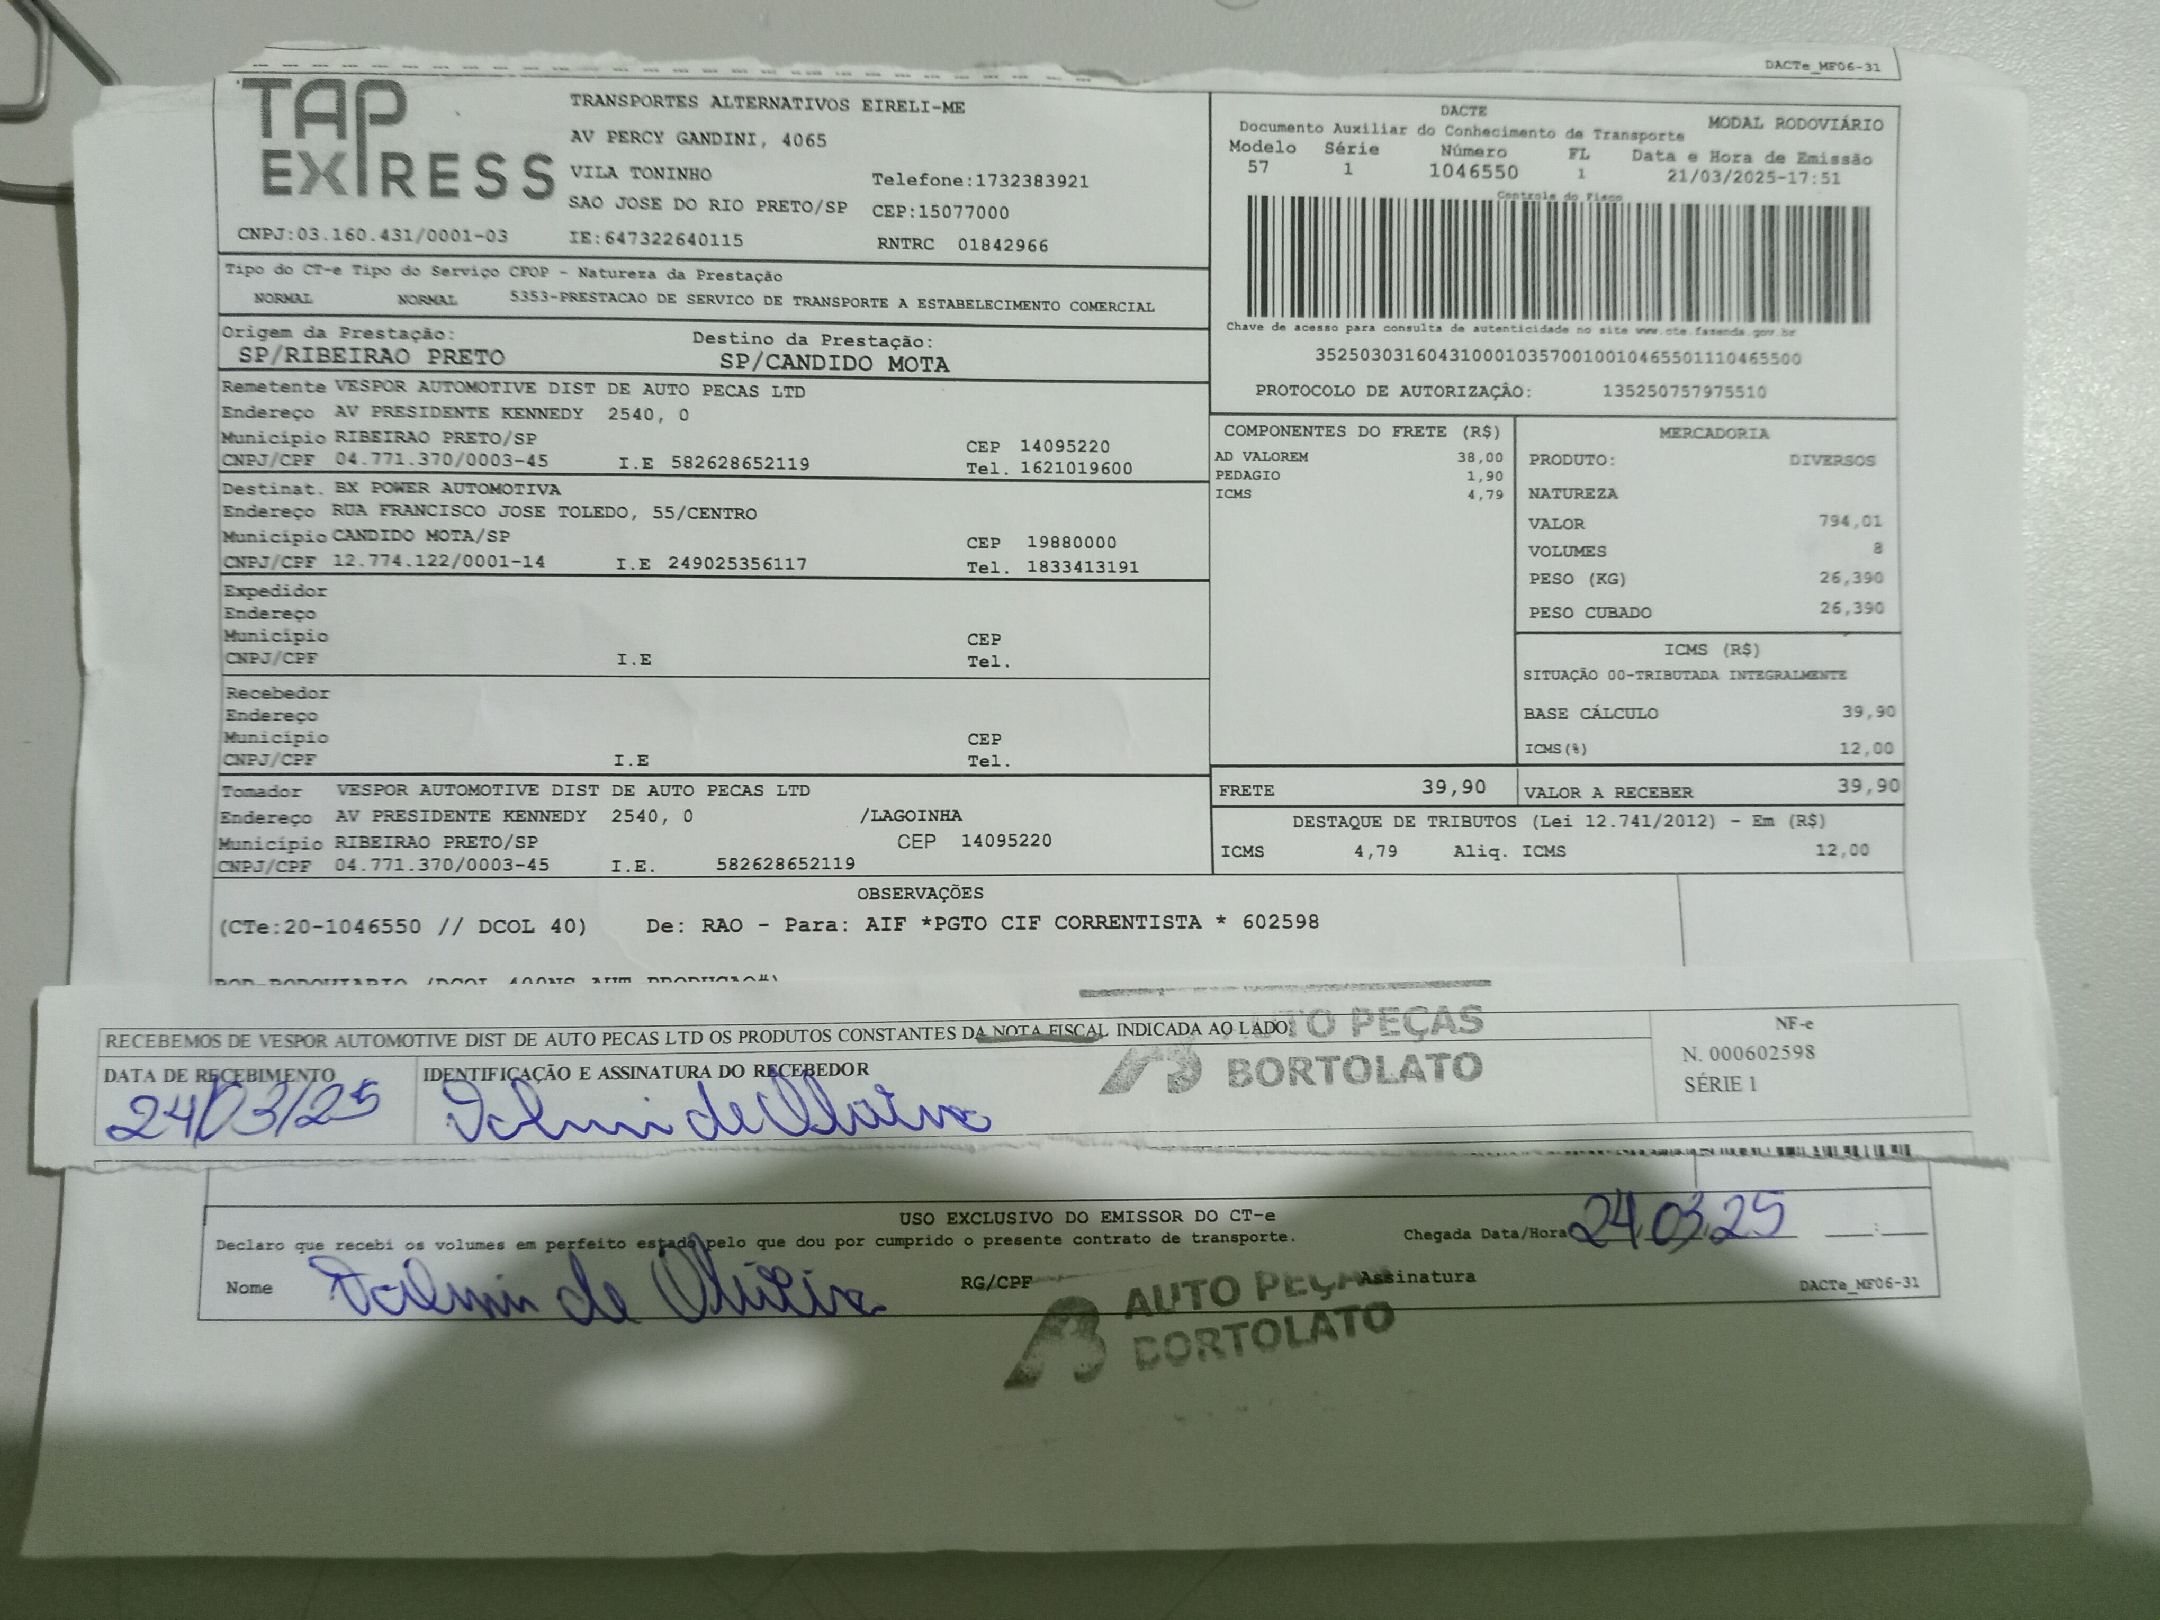 DACTe_MF06-31
TAP EXPRESS
TRANSPORTES ALTERNATIVOS EIRELI-ME
AV PERCY GANDINI, 4065
VILA TONINHO
Telefone:1732383921
SAO JOSE DO RIO PRETO/SP CEP:15077000
CNPJ:03.160.431/0001-03 IE:647322640115 RNTRC 01842966
DACTE
Documento Auxiliar do Conhecimento de Transporte MODAL RODOVIÁRIO
Modelo Série Número FL Data e Hora de Emissão
57 1 1046550 1 21/03/2025-17:51
Controle do Fisco
Chave de acesso para consulta de autenticidade no site www.cte.fazenda.gov.br
35250303160431000103570010010465501110465500
PROTOCOLO DE AUTORIZAÇÃO: 135250757975510
Tipo do CT-e Tipo do Serviço CFOP - Natureza da Prestação
NORMAL NORMAL 5353-PRESTACAO DE SERVICO DE TRANSPORTE A ESTABELECIMENTO COMERCIAL
Origem da Prestação: Destino da Prestação:
SP/RIBEIRAO PRETO SP/CANDIDO MOTA
Remetente VESPOR AUTOMOTIVE DIST DE AUTO PECAS LTD
Endereço AV PRESIDENTE KENNEDY 2540, 0
Município RIBEIRAO PRETO/SP CEP 14095220
CNPJ/CPF 04.771.370/0003-45 I.E 582628652119 Tel. 1621019600
Destinat. BX POWER AUTOMOTIVA
Endereço RUA FRANCISCO JOSE TOLEDO, 55/CENTRO
Município CANDIDO MOTA/SP CEP 19880000
CNPJ/CPF 12.774.122/0001-14 I.E 249025356117 Tel. 1833413191
Expedidor
Endereço
Município CEP
CNPJ/CPF I.E Tel.
Recebedor
Endereço
Município CEP
CNPJ/CPF I.E Tel.
Tomador VESPOR AUTOMOTIVE DIST DE AUTO PECAS LTD
Endereço AV PRESIDENTE KENNEDY 2540, 0 /LAGOINHA
Município RIBEIRAO PRETO/SP CEP 14095220
CNPJ/CPF 04.771.370/0003-45 I.E. 582628652119
COMPONENTES DO FRETE (R$)
AD VALOREM 38,00
PEDAGIO 1,90
ICMS 4,79
MERCADORIA
PRODUTO: DIVERSOS
NATUREZA
VALOR 794,01
VOLUMES 8
PESO (KG) 26,390
PESO CUBADO 26,390
ICMS (R$)
SITUAÇÃO 00-TRIBUTADA INTEGRALMENTE
BASE CÁLCULO 39,90
ICMS(%) 12,00
FRETE 39,90 VALOR A RECEBER 39,90
DESTAQUE DE TRIBUTOS (Lei 12.741/2012) - Em (R$)
ICMS 4,79 Aliq. ICMS 12,00
OBSERVAÇÕES
(CTe:20-1046550 // DCOL 40) De: RAO - Para: AIF *PGTO CIF CORRENTISTA * 602598
RECEBEMOS DE VESPOR AUTOMOTIVE DIST DE AUTO PECAS LTD OS PRODUTOS CONSTANTES DA NOTA FISCAL INDICADA AO LADO
AUTO PEÇAS
BORTOLATO
NF-e
N. 000602598
SÉRIE 1
DATA DE RECEBIMENTO IDENTIFICAÇÃO E ASSINATURA DO RECEBEDOR
24/03/25 de Oliveira
USO EXCLUSIVO DO EMISSOR DO CT-e
Declaro que recebi os volumes em perfeito estado pelo que dou por cumprido o presente contrato de transporte. Chegada Data/Hora 24 03 25 :
Nome de Oliveira RG/CPF Assinatura DACTe_MF06-31
AUTO PEÇAS
BORTOLATO